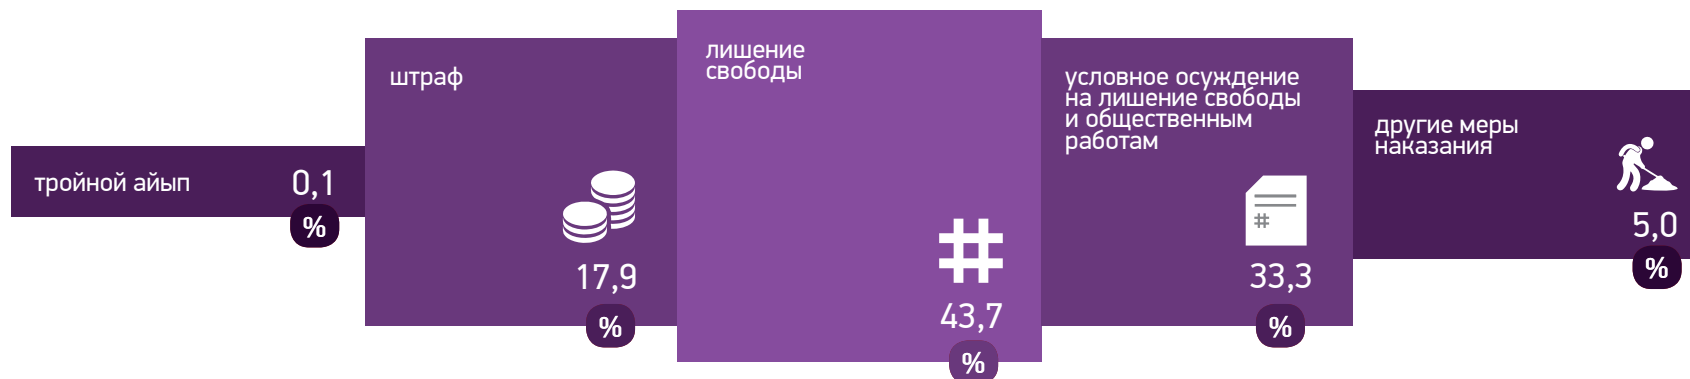 тройной айып
0,1
%
штраф
17,9
%
лишение
свободы
43,7
%
условное осуждение
на лишение свободы
и общественным
работам
33,3
%
другие меры
наказания
5,0
%